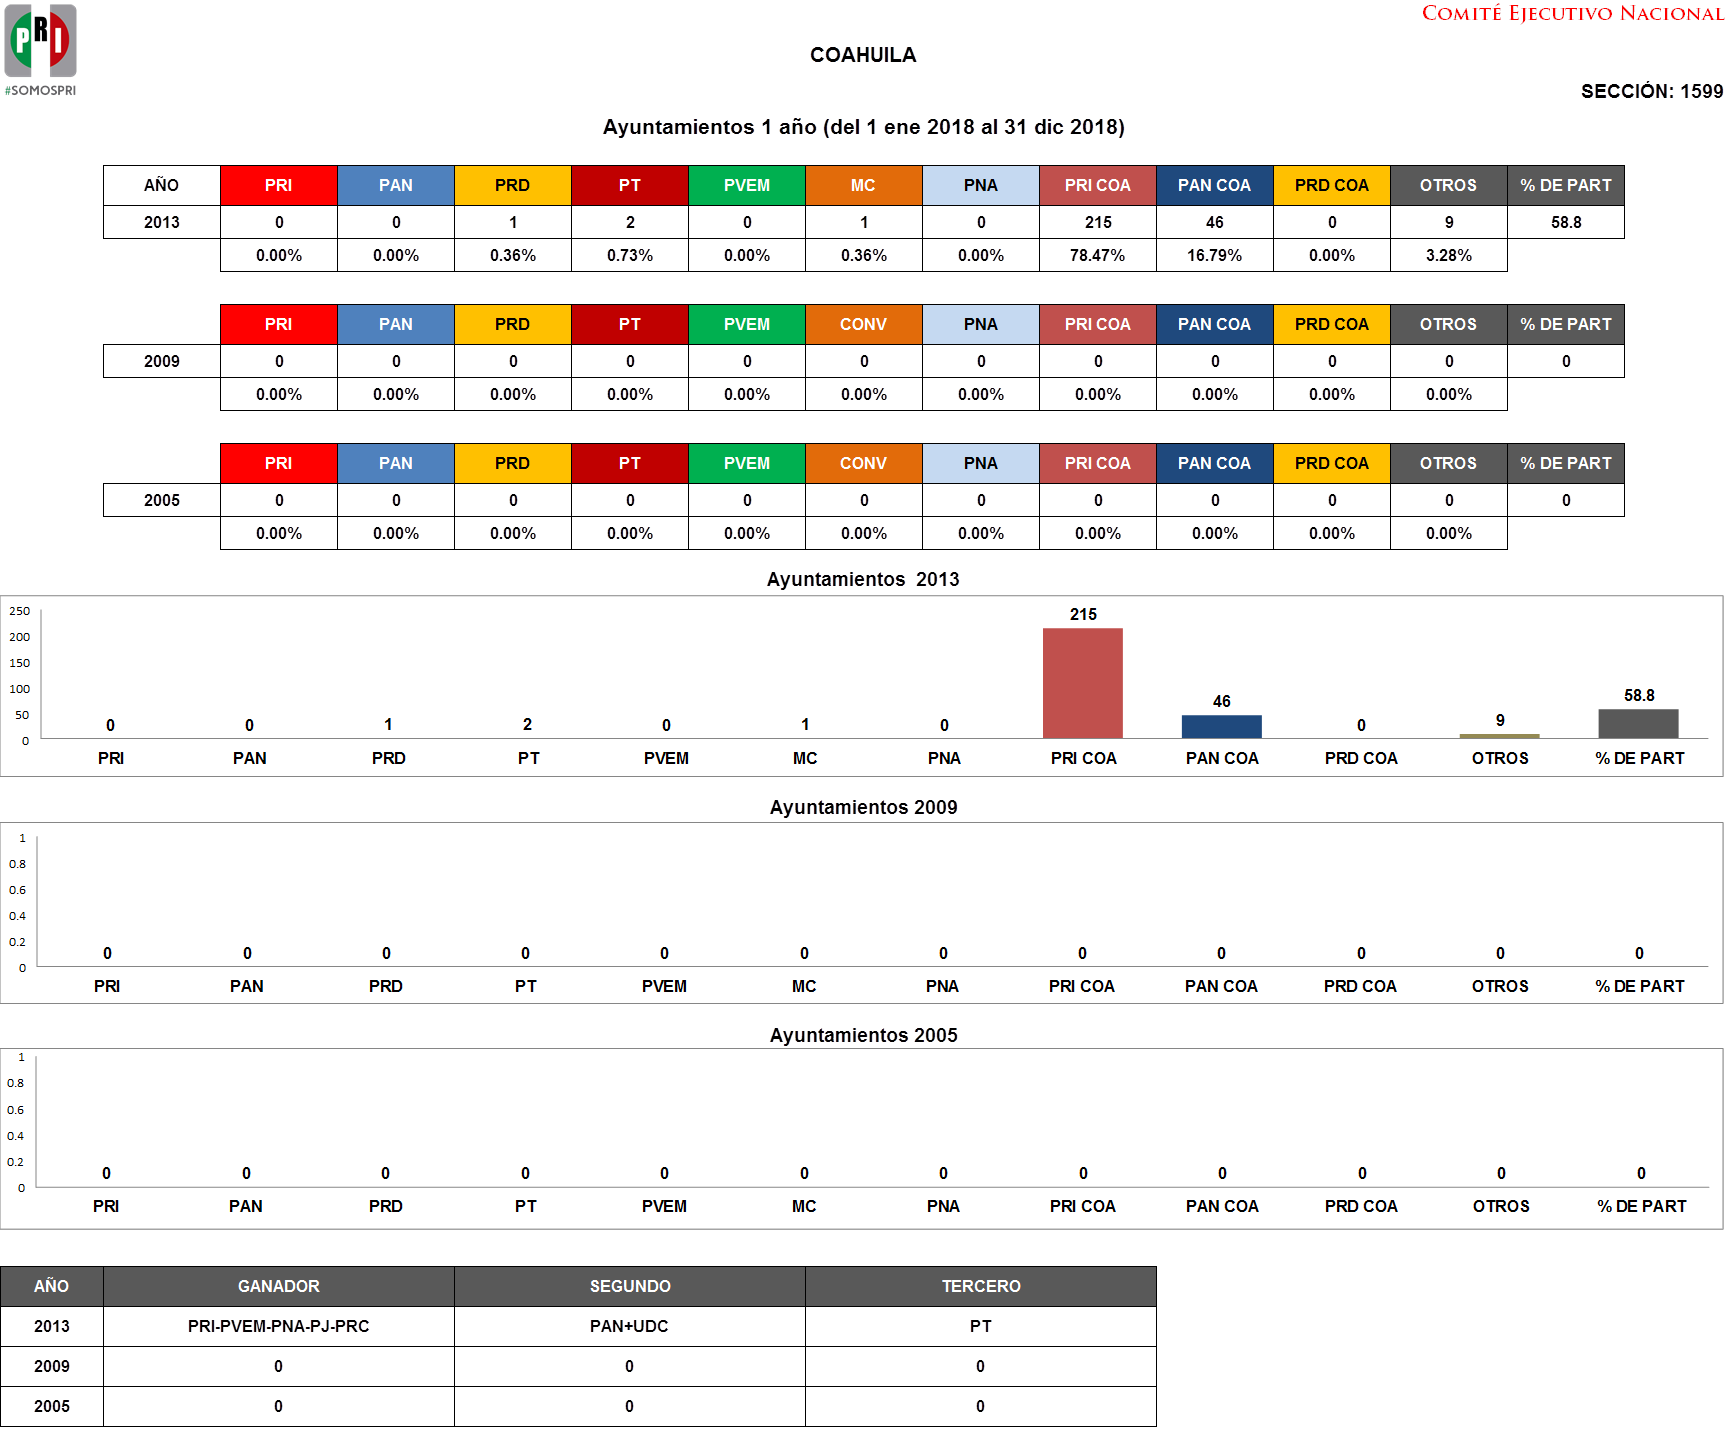 PRI
#SOMOSPRI
COMITÉ EJECUTIVO NACIONAL
COAHUILA
SECCIÓN: 1599
Ayuntamientos 1 año (del 1 ene 2018 al 31 dic 2018)
AÑO PRI PAN PRD PT PVEM MC PNA PRI COA PAN COA PRD COA OTROS % DE PART
2013 0 0 1 2 0 1 0 215 46 0 9 58.8
0.00% 0.00% 0.36% 0.73% 0.00% 0.36% 0.00% 78.47% 16.79% 0.00% 3.28%
PRI PAN PRD PT PVEM CONV PNA PRI COA PAN COA PRD COA OTROS % DE PART
2009 0 0 0 0 0 0 0 0 0 0 0 0
0.00% 0.00% 0.00% 0.00% 0.00% 0.00% 0.00% 0.00% 0.00% 0.00% 0.00%
PRI PAN PRD PT PVEM CONV PNA PRI COA PAN COA PRD COA OTROS % DE PART
2005 0 0 0 0 0 0 0 0 0 0 0 0
0.00% 0.00% 0.00% 0.00% 0.00% 0.00% 0.00% 0.00% 0.00% 0.00% 0.00%
Ayuntamientos 2013
250
200
150
100
50
0
0 0 1 2 0 1 0 215 46 0 9 58.8
PRI PAN PRD PT PVEM MC PNA PRI COA PAN COA PRD COA OTROS % DE PART
Ayuntamientos 2009
1
0.8
0.6
0.4
0.2
0
0 0 0 0 0 0 0 0 0 0 0 0
PRI PAN PRD PT PVEM MC PNA PRI COA PAN COA PRD COA OTROS % DE PART
Ayuntamientos 2005
1
0.8
0.6
0.4
0.2
0
0 0 0 0 0 0 0 0 0 0 0 0
PRI PAN PRD PT PVEM MC PNA PRI COA PAN COA PRD COA OTROS % DE PART
AÑO GANADOR SEGUNDO TERCERO
2013 PRI-PVEM-PNA-PJ-PRC PAN+UDC PT
2009 0 0 0
2005 0 0 0